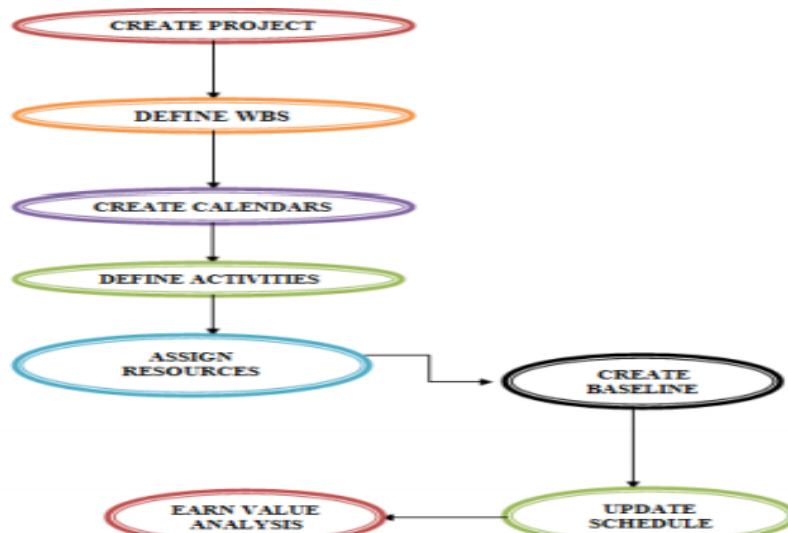 CREATE PROJECT
DEFINE WBS
CREATE CALENDARS
DEFINE ACTIVITIES
ASSIGN
RESOURCES
CREATE
BASELINE
UPDATE
SCHEDULE
EARN VALUE
ANALYSIS